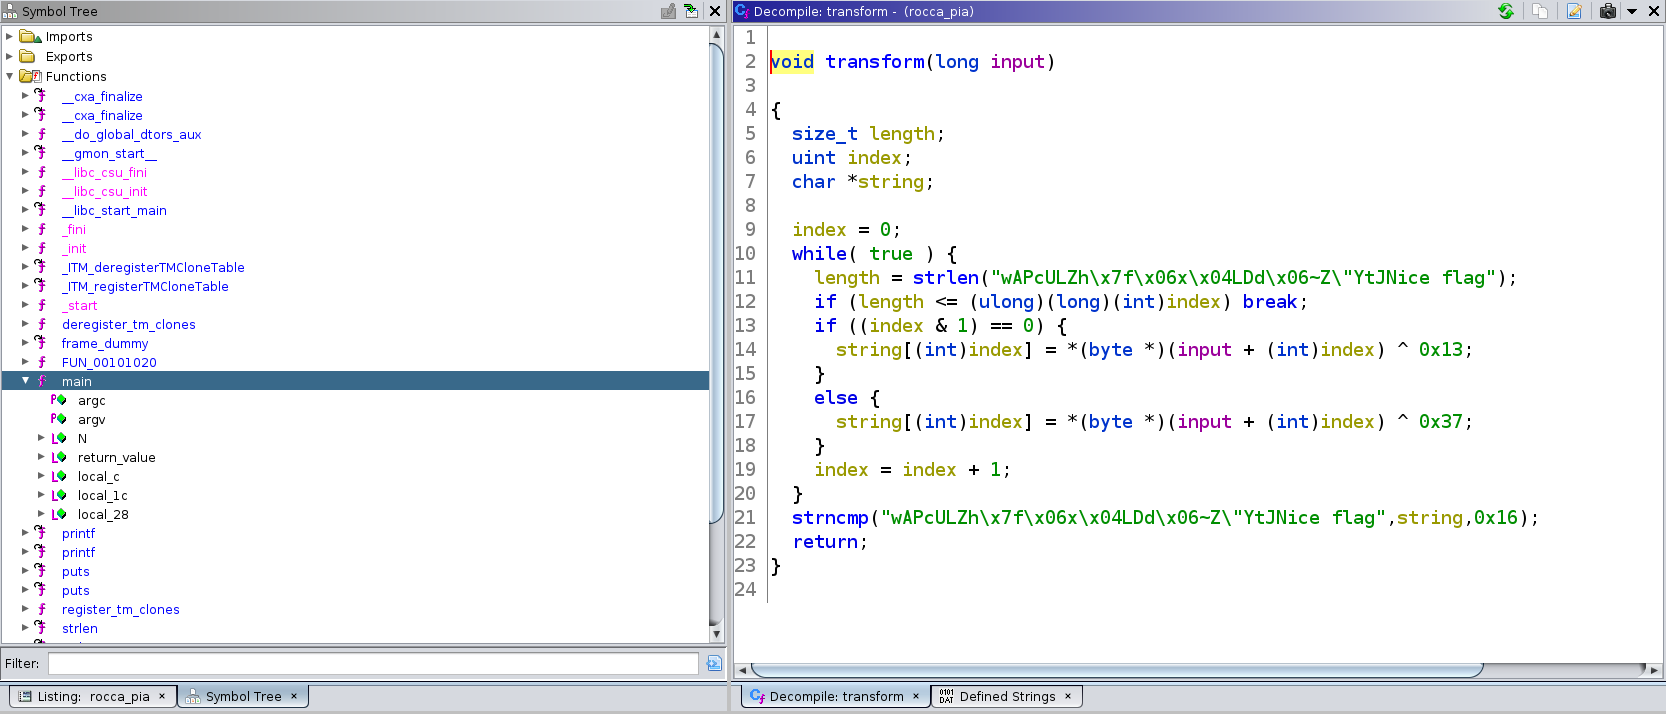 Symbol Tree
Imports
Exports
Functions
__cxa_finalize
__cxa_finalize
__do_global_dtors_aux
__gmon_start__
__libc_csu_fini
__libc_csu_init
__libc_start_main
_fini
_init
_ITM_deregisterTMCloneTable
_ITM_registerTMCloneTable
_start
deregister_tm_clones
frame_dummy
FUN_00101020
main
argc
argv
N
return_value
local_c
local_1c
local_28
printf
printf
puts
puts
register_tm_clones
strlen
Filter:
Listing: rocca_pia ×
Symbol Tree ×
Decompile: transform - (rocca_pia)
1
2 void transform(long input)
3
4 {
5 size_t length;
6 uint index;
7 char *string;
8
9 index = 0;
10 while( true ) {
11 length = strlen("wAPcULZh\x7f\x06x\x04LDd\x06~Z\"YtJNice flag");
12 if (length <= (ulong)(long)(int)index) break;
13 if ((index & 1) == 0) {
14 string[(int)index] = *(byte *)(input + (int)index) ^ 0x13;
15 }
16 else {
17 string[(int)index] = *(byte *)(input + (int)index) ^ 0x37;
18 }
19 index = index + 1;
20 }
21 strncmp("wAPcULZh\x7f\x06x\x04LDd\x06~Z\"YtJNice flag",string,0x16);
22 return;
23 }
24
Decompile: transform ×
Defined Strings ×